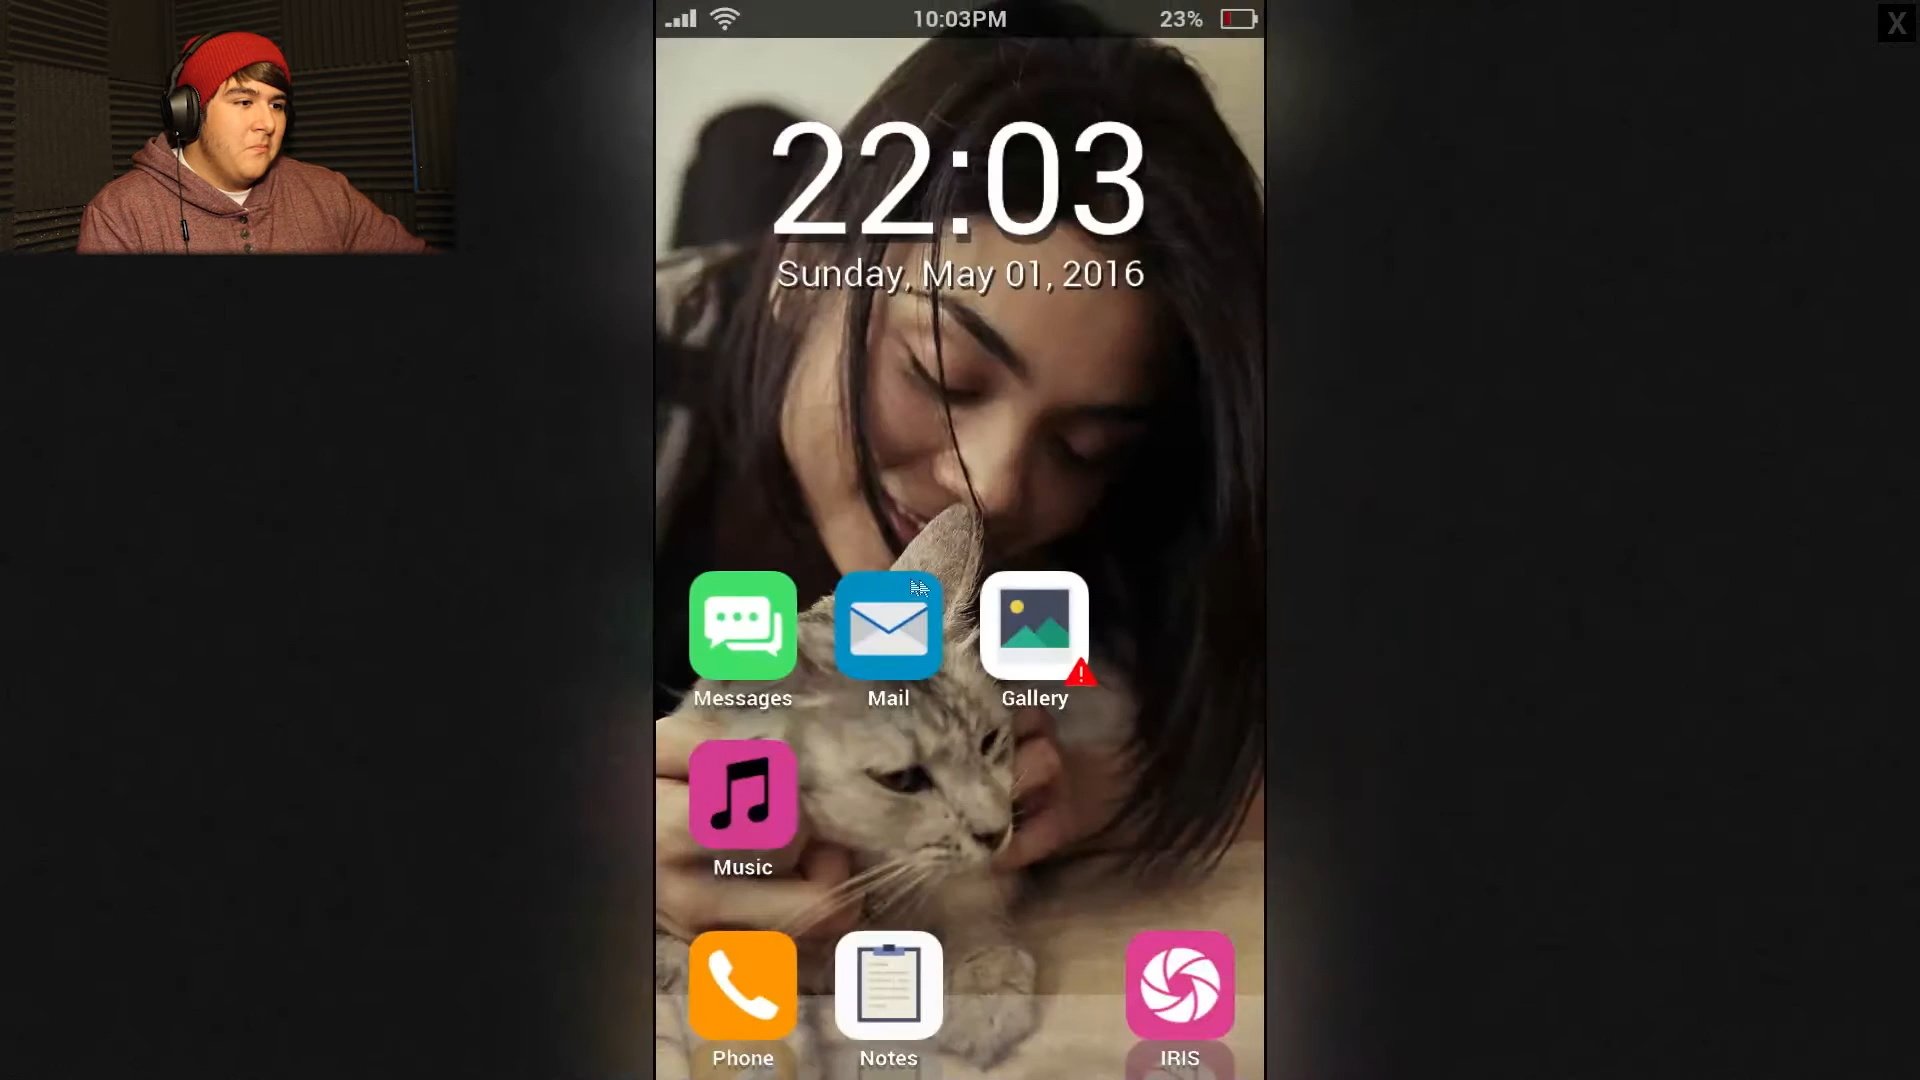 10:03PM
23%
X
22:03
Sunday, May 01, 2016
Messages
Mail
Gallery
Music
Phone
Notes
IRIS